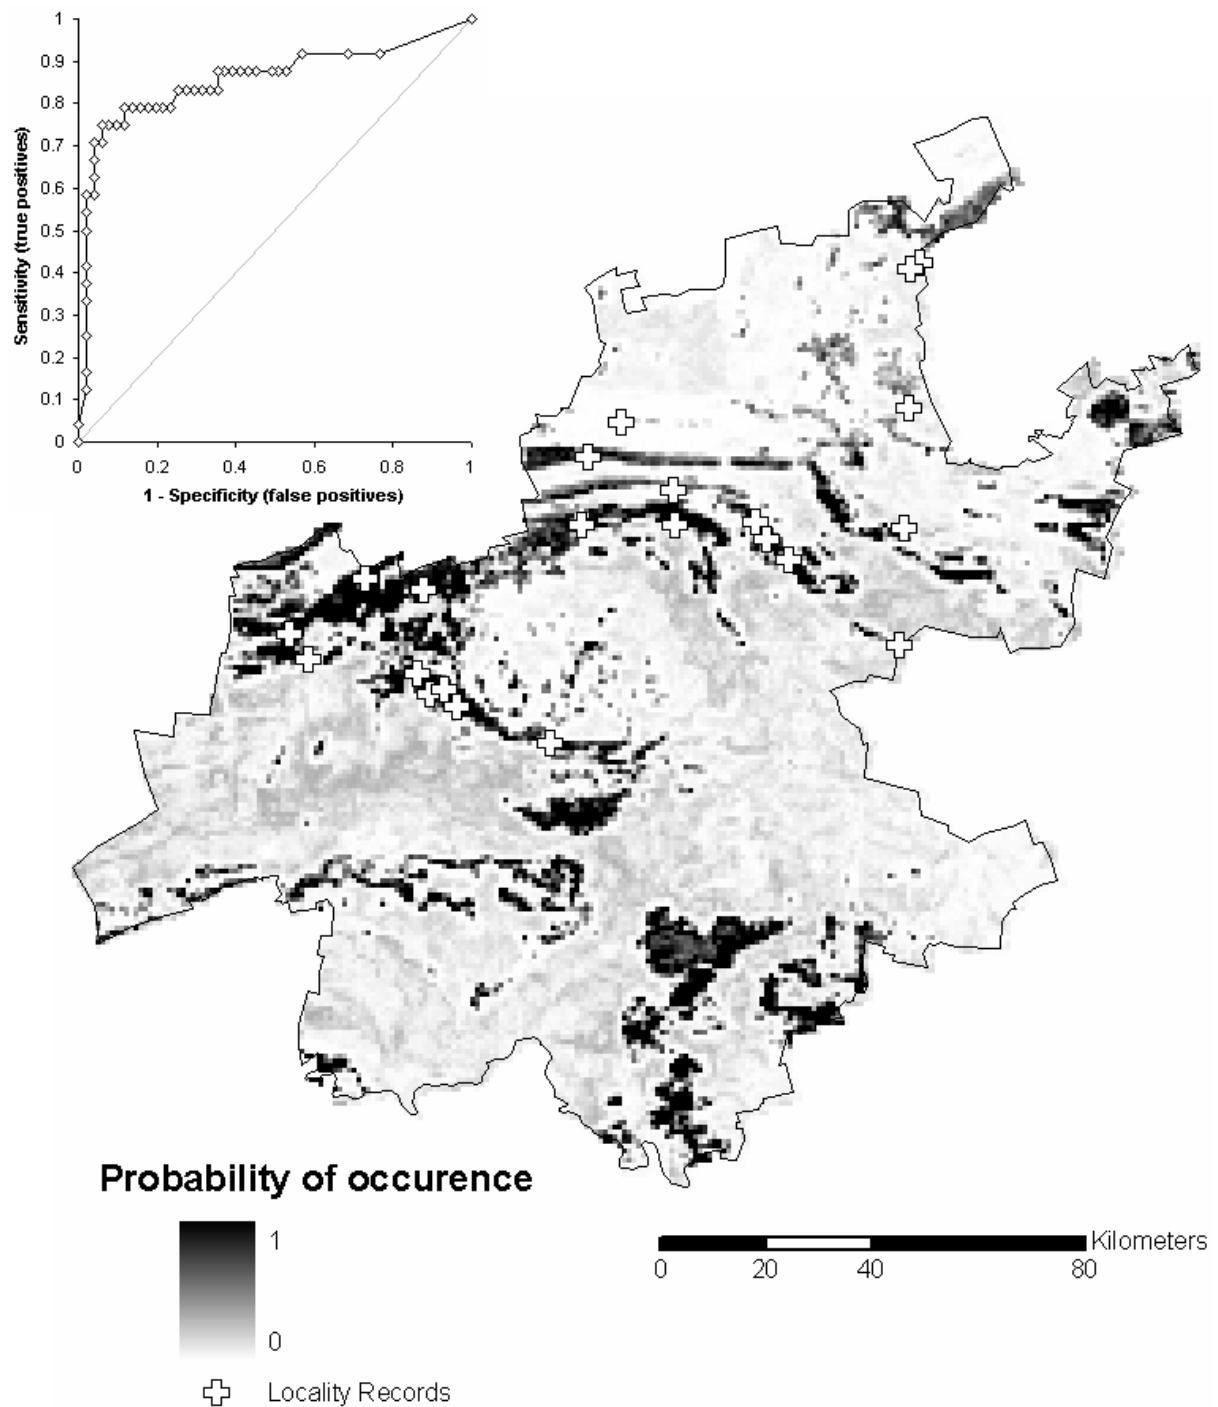 1
0.9
0.8
0.7
0.6
0.5
0.4
0.3
0.2
0.1
0
Sensitivity (true positives)
0 0.2 0.4 0.6 0.8 1
1 - Specificity (false positives)
Probability of occurence
1
0
Locality Records
Kilometers
0 20 40 80